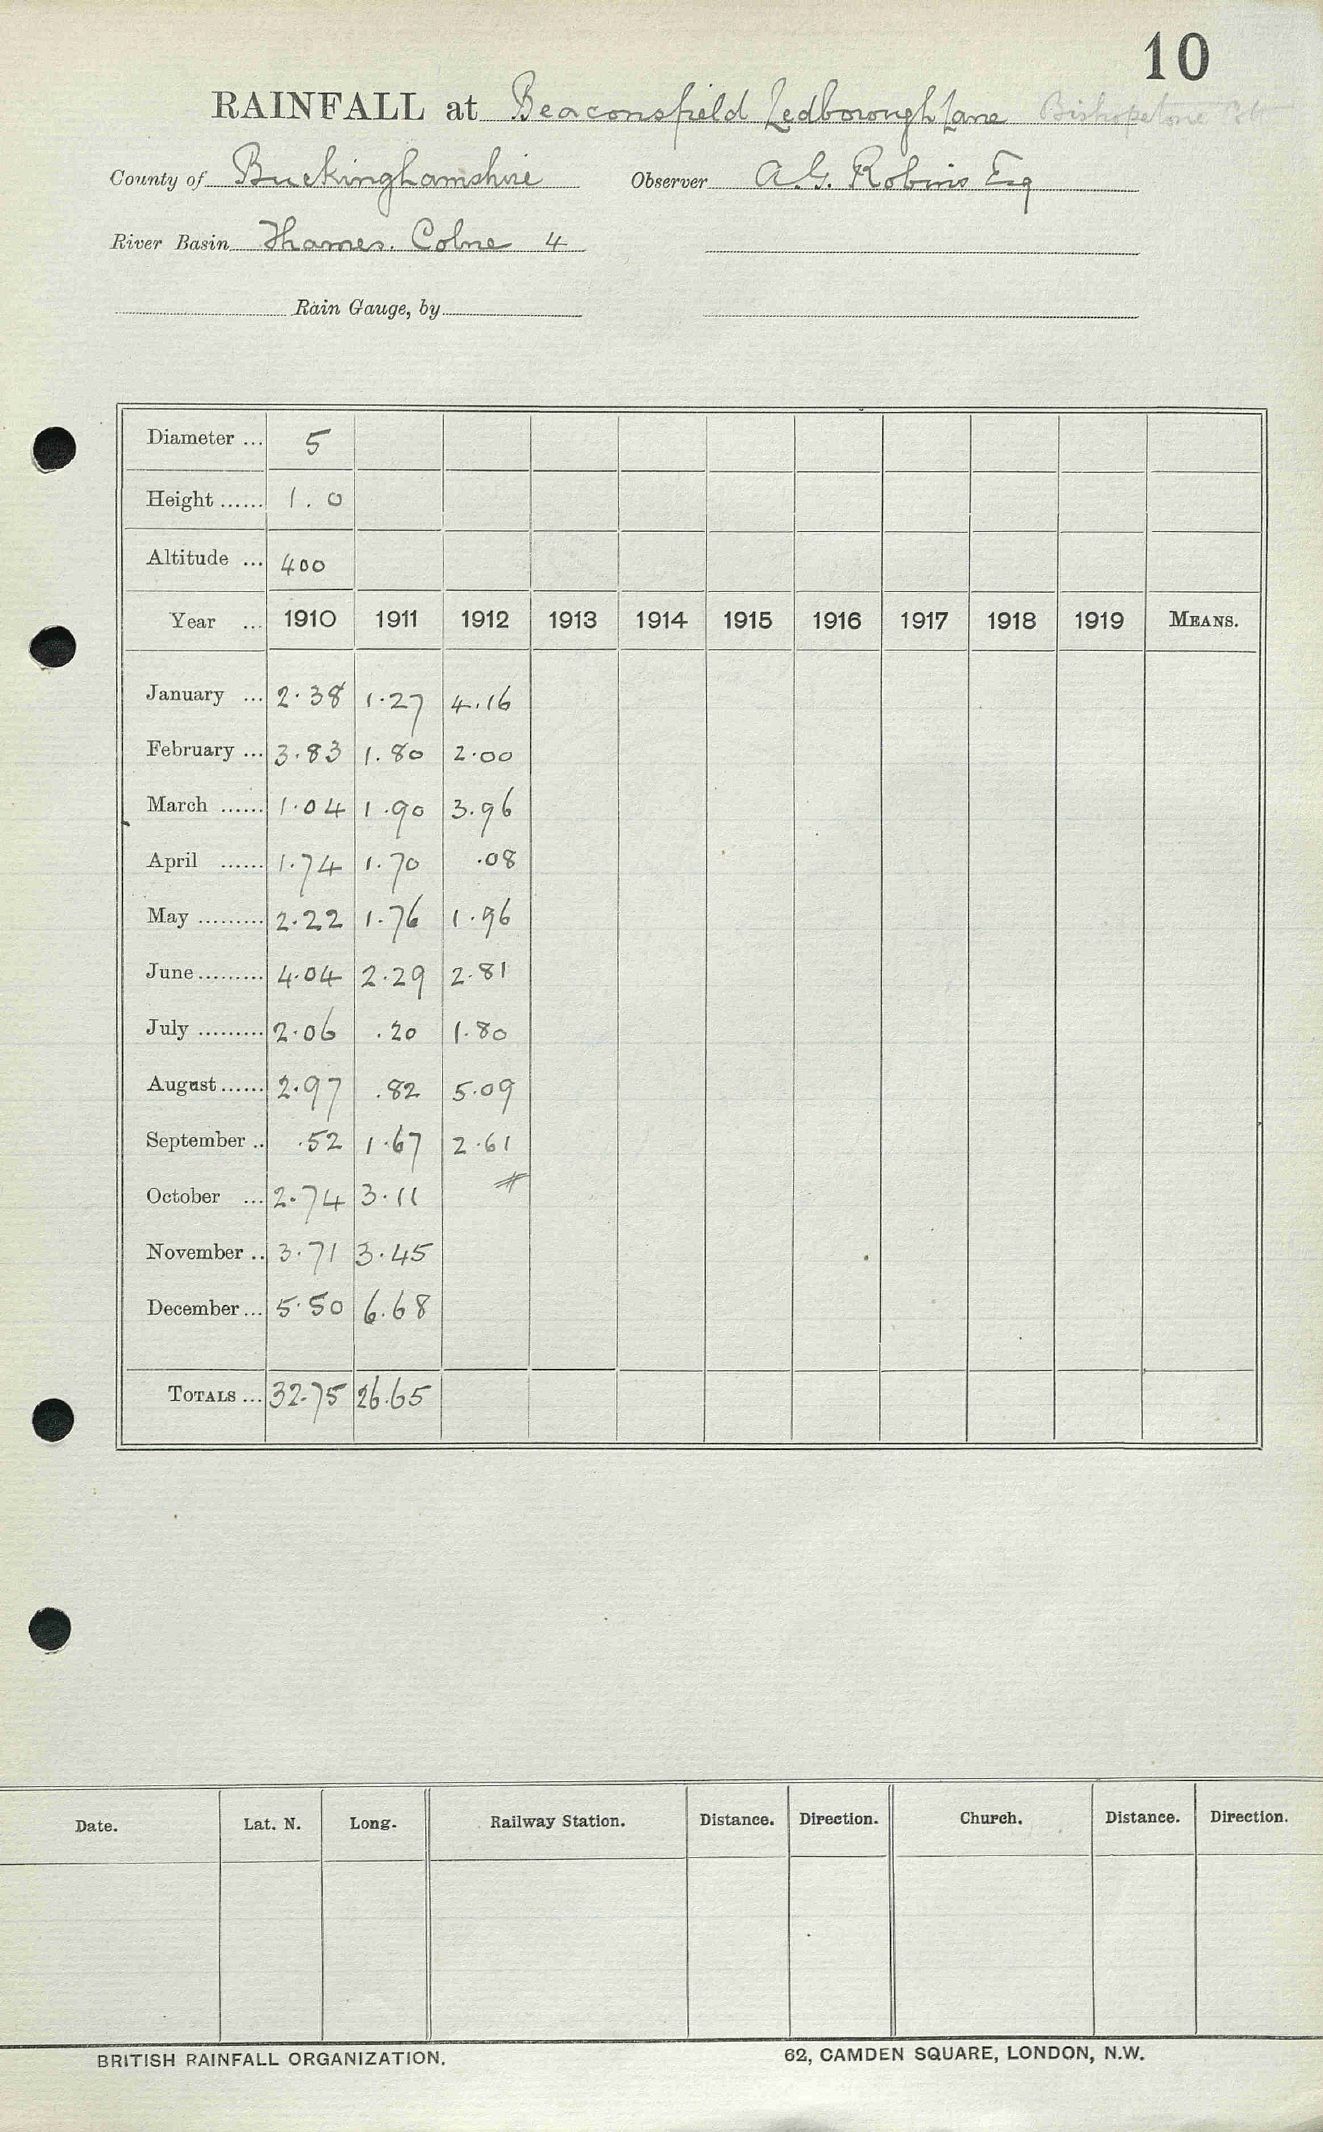 10
RAINFALL at Beaconsfield Ledborough Lane Bishopstone
County of Buckinghamshire Observer A.G. Robins Esq
River Basin Thames. Colne 4
Rain Gauge, by
Diameter ... 5
Height ...... 1.0
Altitude ... 400
Year ... 1910 1911 1912 1913 1914 1915 1916 1917 1918 1919 MEANS.
January ... 2.38 1.27 4.16
February ... 3.83 1.80 2.00
March ...... 1.04 1.90 3.96
April ...... 1.74 1.70 .08
May ......... 2.22 1.76 1.96
June ......... 4.04 2.29 2.81
July ......... 2.06 .20 1.80
August ...... 2.97 .82 5.09
September .. .52 1.67 2.61
October ... 2.74 3.11 #
November .. 3.71 3.45
December ... 5.50 6.68
TOTALS ... 32.75 26.65
Date. Lat. N. Long. Railway Station. Distance. Direction. Church. Distance. Direction.
BRITISH RAINFALL ORGANIZATION. 62, CAMDEN SQUARE, LONDON, N.W.